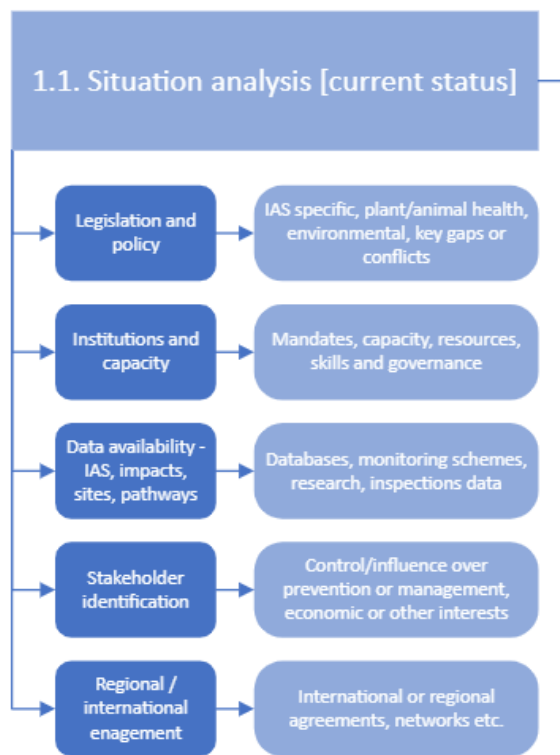 1.1. Situation analysis [current status]
Legislation and
policy
IAS specific, plant/animal health,
environmental, key gaps or
conflicts
Institutions and
capacity
Mandates, capacity, resources,
skills and governance
Data availability -
IAS, impacts,
sites, pathways
Databases, monitoring schemes,
research, inspections data
Stakeholder
identification
Control/influence over
prevention or management,
economic or other interests
Regional /
international
enagement
International or regional
agreements, networks etc.